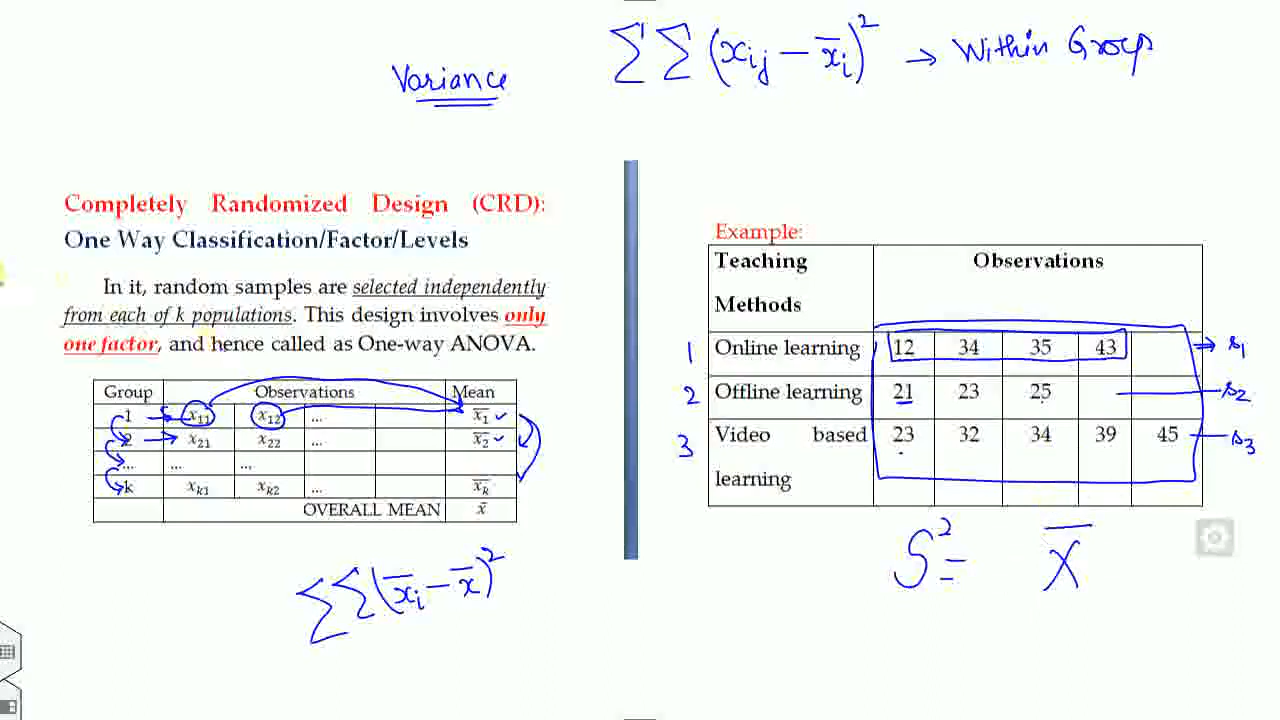 ∑∑(xij − x̄i)² → Within Group
Variance
Completely Randomized Design (CRD):
One Way Classification/Factor/Levels
In it, random samples are selected independently
from each of k populations. This design involves only
one factor, and hence called as One-way ANOVA.
Group Observations Mean
1 x11 x12 ... x̄1
2 x21 x22 ... x̄2
... ... ...
k xk1 xk2 ... x̄k
OVERALL MEAN x̄
∑∑(x̄i − x̄)²
Example:
Teaching Observations
Methods
1 Online learning 12 34 35 43 → s1
2 Offline learning 21 23 25 s2
3 Video based 23 32 34 39 45 s3
learning
S² = X̄